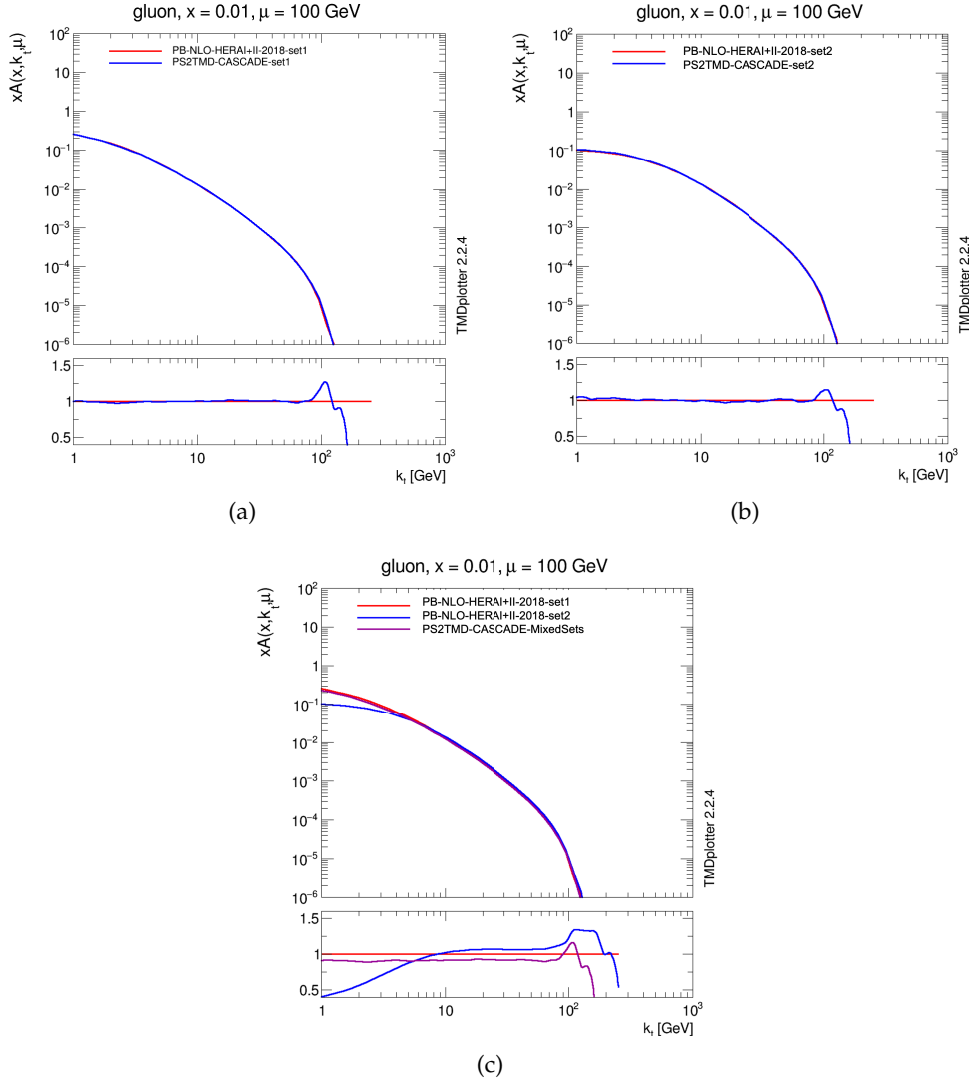 gluon, x = 0.01, μ = 100 GeV
xA(x,k_t,μ)
10^2
10
1
10^-1
10^-2
10^-3
10^-4
10^-5
10^-6
PB-NLO-HERAI+II-2018-set1
PS2TMD-CASCADE-set1
TMDplotter 2.2.4
1.5
1
0.5
1
10
10^2
10^3
k_t [GeV]
(a)
gluon, x = 0.01, μ = 100 GeV
xA(x,k_t,μ)
10^2
10
1
10^-1
10^-2
10^-3
10^-4
10^-5
10^-6
PB-NLO-HERAI+II-2018-set2
PS2TMD-CASCADE-set2
TMDplotter 2.2.4
1.5
1
0.5
1
10
10^2
10^3
k_t [GeV]
(b)
gluon, x = 0.01, μ = 100 GeV
xA(x,k_t,μ)
10^2
10
1
10^-1
10^-2
10^-3
10^-4
10^-5
10^-6
PB-NLO-HERAI+II-2018-set1
PB-NLO-HERAI+II-2018-set2
PS2TMD-CASCADE-MixedSets
TMDplotter 2.2.4
1.5
1
0.5
1
10
10^2
10^3
k_t [GeV]
(c)